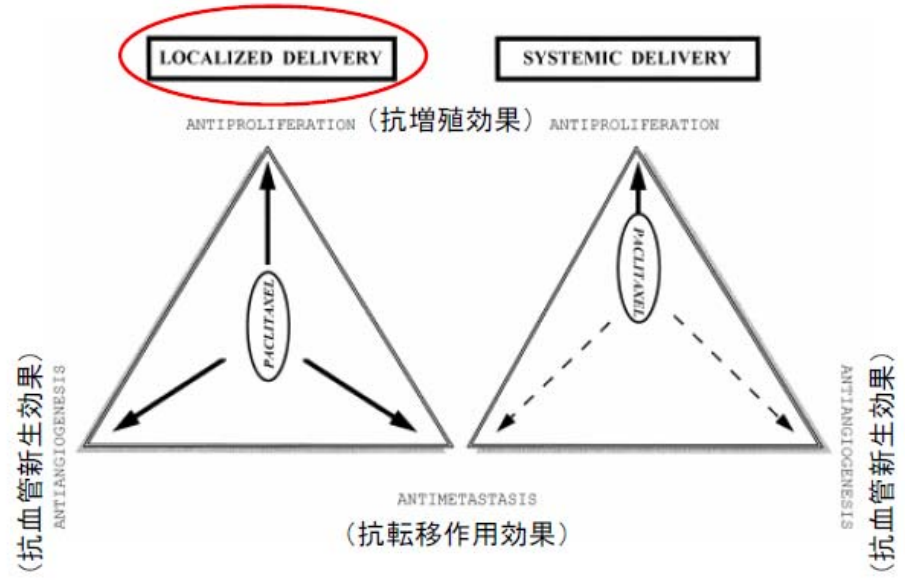 LOCALIZED DELIVERY
SYSTEMIC DELIVERY
ANTIPROLIFERATION (抗増殖効果) ANTIPROLIFERATION
PACLITAXEL
PACLITAXEL
(抗血管新生効果)
ANTIANGIOGENESIS
ANTIANGIOGENESIS
(抗血管新生効果)
ANTIMETASTASIS
(抗転移作用効果)